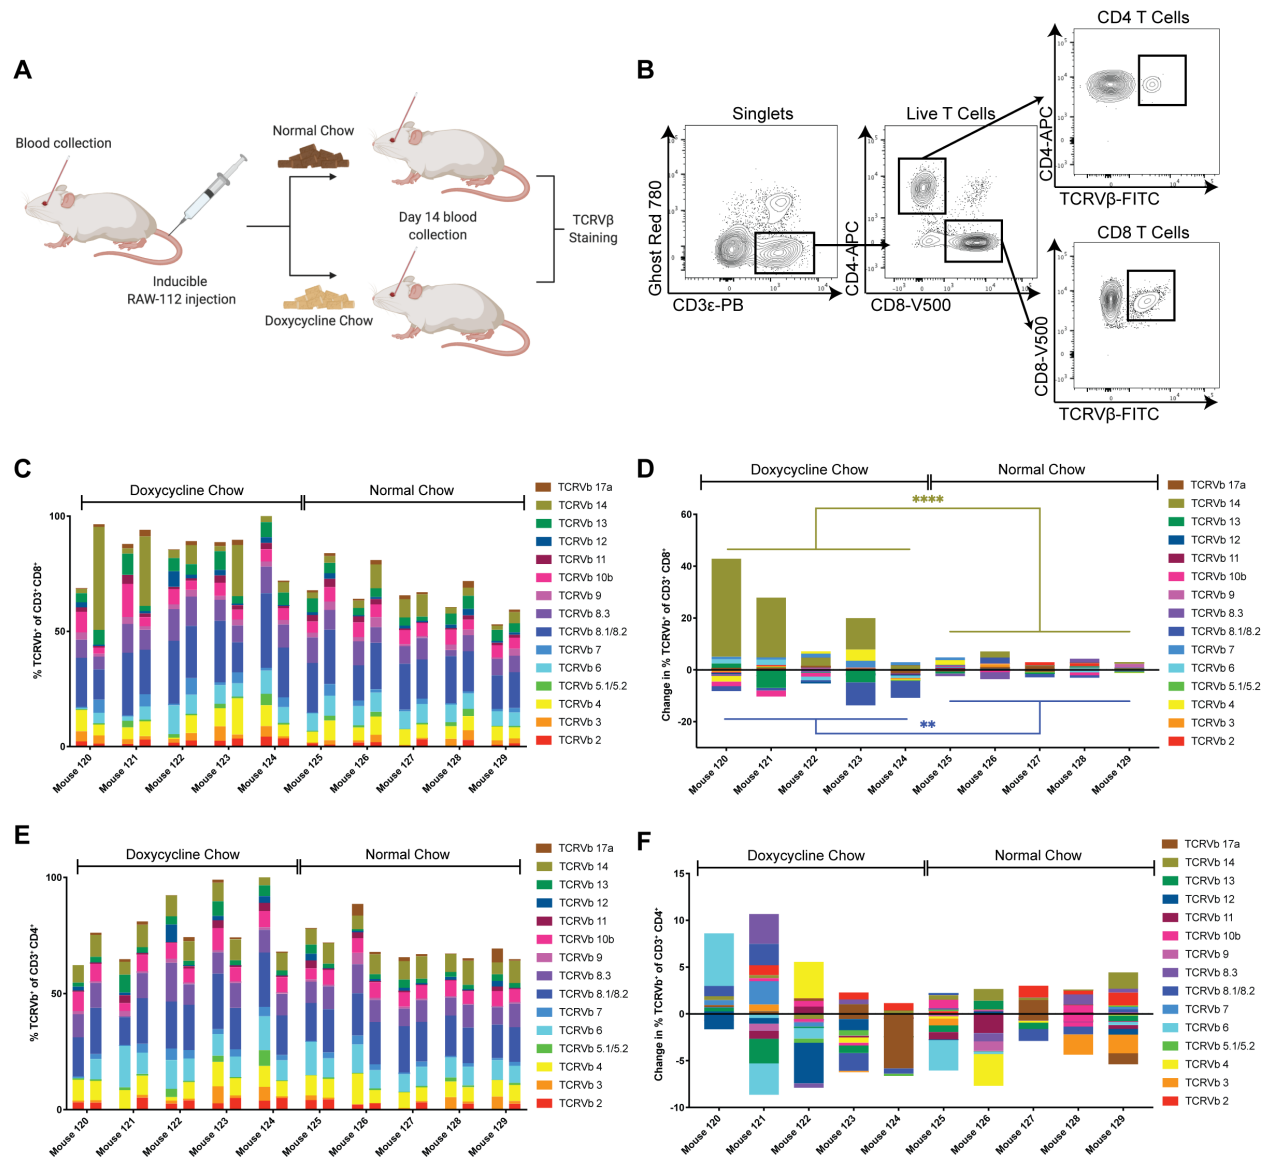 A
Blood collection
Inducible
RAW-112 injection
Normal Chow
Doxycycline Chow
Day 14 blood
collection
TCRVβ
Staining
B
Singlets
Ghost Red 780
CD3ε-PB
Live T Cells
CD4-APC
CD8-V500
CD4 T Cells
CD4-APC
TCRVβ-FITC
CD8 T Cells
CD8-V500
TCRVβ-FITC
C
Doxycycline Chow
Normal Chow
% TCRVb⁺ of CD3⁺ CD8⁺
100
50
0
Mouse 120
Mouse 121
Mouse 122
Mouse 123
Mouse 124
Mouse 125
Mouse 126
Mouse 127
Mouse 128
Mouse 129
TCRVb 17a
TCRVb 14
TCRVb 13
TCRVb 12
TCRVb 11
TCRVb 10b
TCRVb 9
TCRVb 8.3
TCRVb 8.1/8.2
TCRVb 7
TCRVb 6
TCRVb 5.1/5.2
TCRVb 4
TCRVb 3
TCRVb 2
D
Doxycycline Chow
Normal Chow
Change in % TCRVb⁺ of CD3⁺ CD8⁺
60
40
20
0
-20
****
**
Mouse 120
Mouse 121
Mouse 122
Mouse 123
Mouse 124
Mouse 125
Mouse 126
Mouse 127
Mouse 128
Mouse 129
TCRVb 17a
TCRVb 14
TCRVb 13
TCRVb 12
TCRVb 11
TCRVb 10b
TCRVb 9
TCRVb 8.3
TCRVb 8.1/8.2
TCRVb 7
TCRVb 6
TCRVb 5.1/5.2
TCRVb 4
TCRVb 3
TCRVb 2
E
Doxycycline Chow
Normal Chow
% TCRVb⁺ of CD3⁺ CD4⁺
100
50
0
Mouse 120
Mouse 121
Mouse 122
Mouse 123
Mouse 124
Mouse 125
Mouse 126
Mouse 127
Mouse 128
Mouse 129
TCRVb 17a
TCRVb 14
TCRVb 13
TCRVb 12
TCRVb 11
TCRVb 10b
TCRVb 9
TCRVb 8.3
TCRVb 8.1/8.2
TCRVb 7
TCRVb 6
TCRVb 5.1/5.2
TCRVb 4
TCRVb 3
TCRVb 2
F
Doxycycline Chow
Normal Chow
Change in % TCRVb⁺ of CD3⁺ CD4⁺
15
10
5
0
-5
-10
Mouse 120
Mouse 121
Mouse 122
Mouse 123
Mouse 124
Mouse 125
Mouse 126
Mouse 127
Mouse 128
Mouse 129
TCRVb 17a
TCRVb 14
TCRVb 13
TCRVb 12
TCRVb 11
TCRVb 10b
TCRVb 9
TCRVb 8.3
TCRVb 8.1/8.2
TCRVb 7
TCRVb 6
TCRVb 5.1/5.2
TCRVb 4
TCRVb 3
TCRVb 2